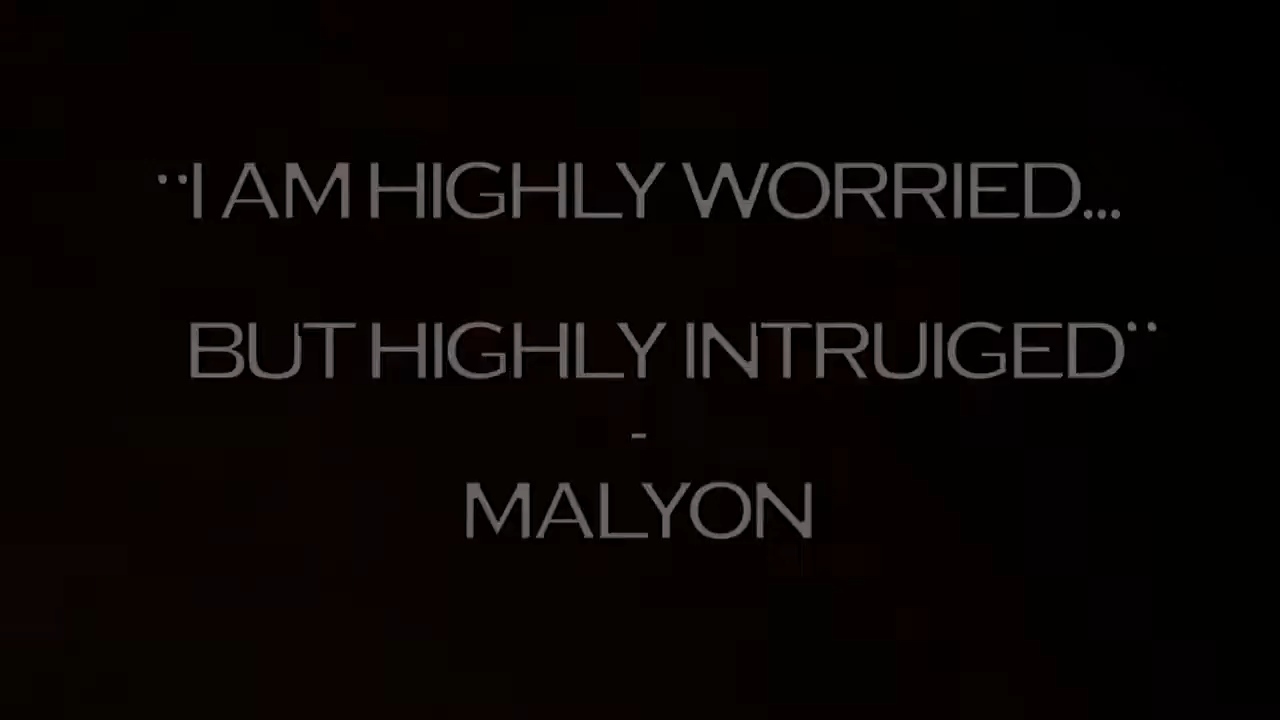 ¨I AM HIGHLY WORRIED...
BUT HIGHLY INTRUIGED¨
-
MALYON